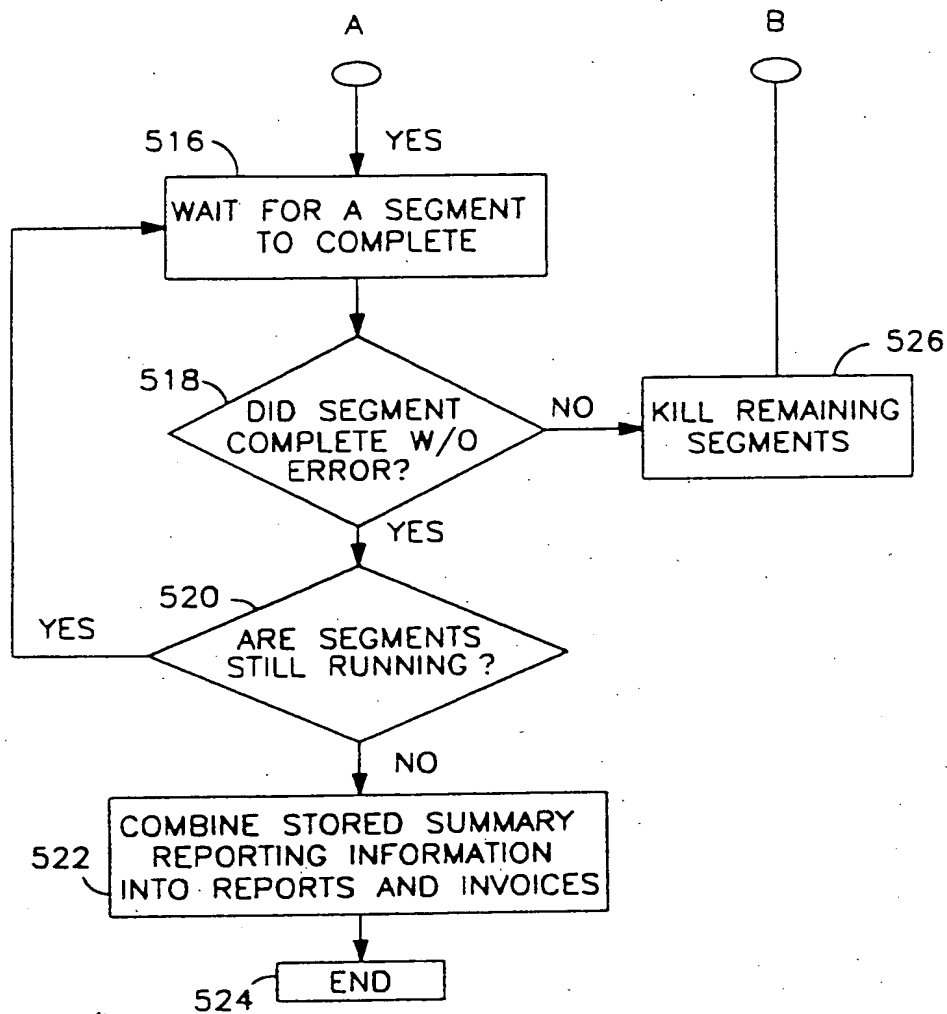 A
B
YES
516
WAIT FOR A SEGMENT
TO COMPLETE
526
518
DID SEGMENT
COMPLETE W/O
ERROR?
NO
KILL REMAINING
SEGMENTS
YES
520
YES
ARE SEGMENTS
STILL RUNNING ?
NO
522
COMBINE STORED SUMMARY
REPORTING INFORMATION
INTO REPORTS AND INVOICES
END
524